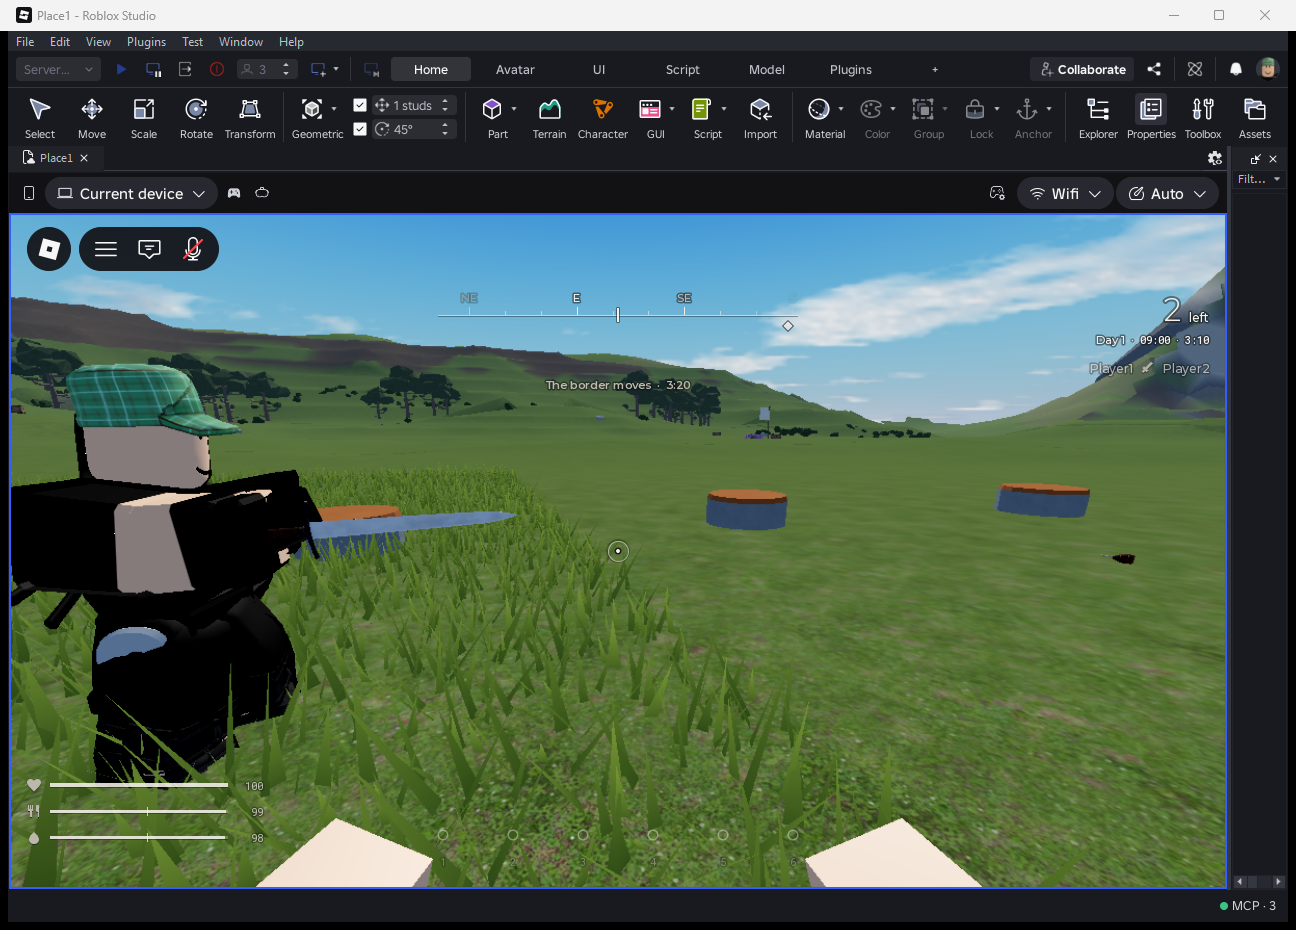 Place1 - Roblox Studio
File Edit View Plugins Test Window Help
Server... 3 Home Avatar UI Script Model Plugins + Collaborate
1 studs
45°
Select Move Scale Rotate Transform Geometric Part Terrain Character GUI Script Import Material Color Group Lock Anchor Explorer Properties Toolbox Assets
Place1
Filt...
Current device Wifi Auto
NE E SE
2 left
Day1 · 09:00 · 3:10
Player1 Player2
The border moves · 3:20
100
99
98
1 2 3 4 5 6
MCP · 3